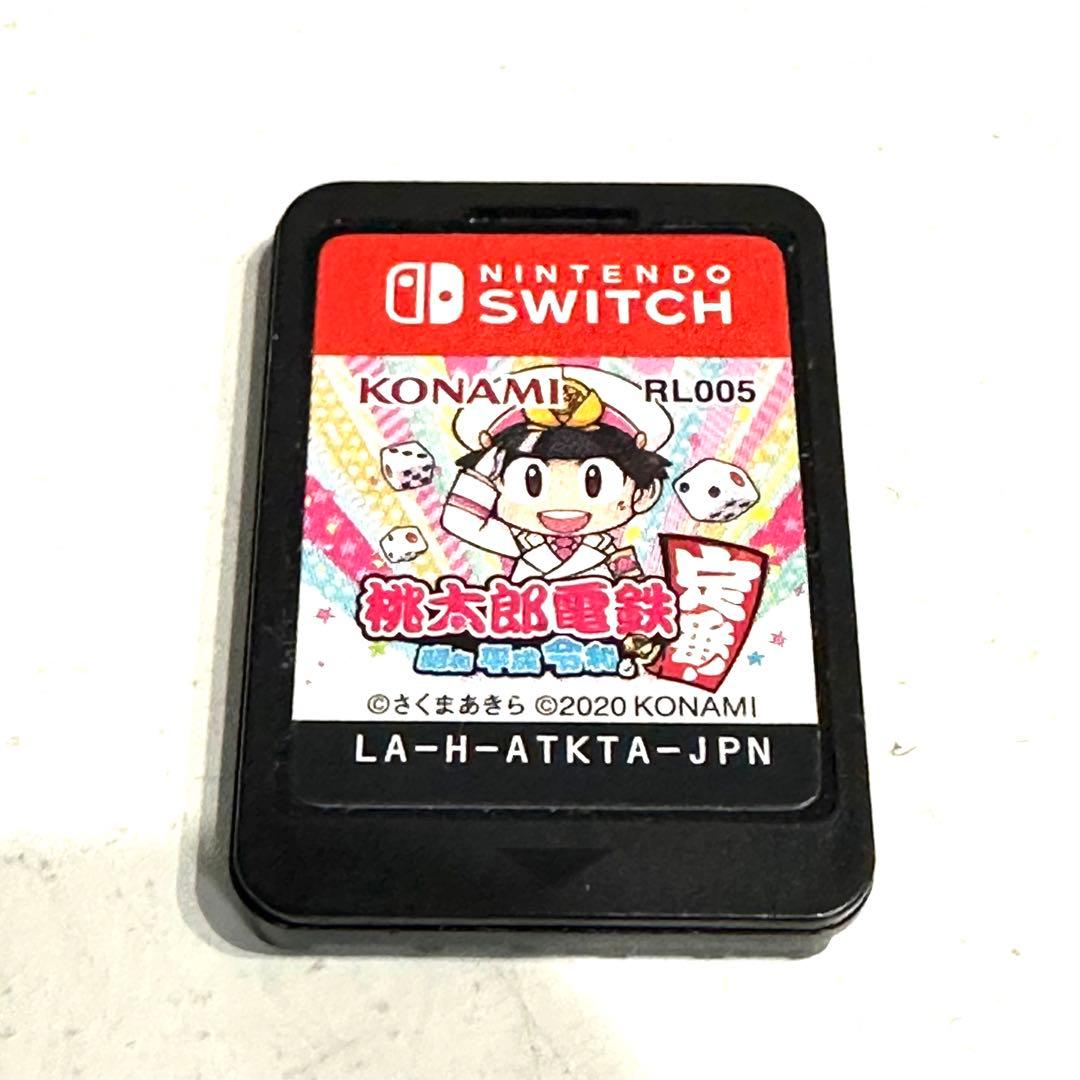 NINTENDO
SWITCH
KONAMI RL005
桃太郎電鉄
昭和 平成 令和
定番!
©さくまあきら ©2020 KONAMI
LA-H-ATKTA-JPN